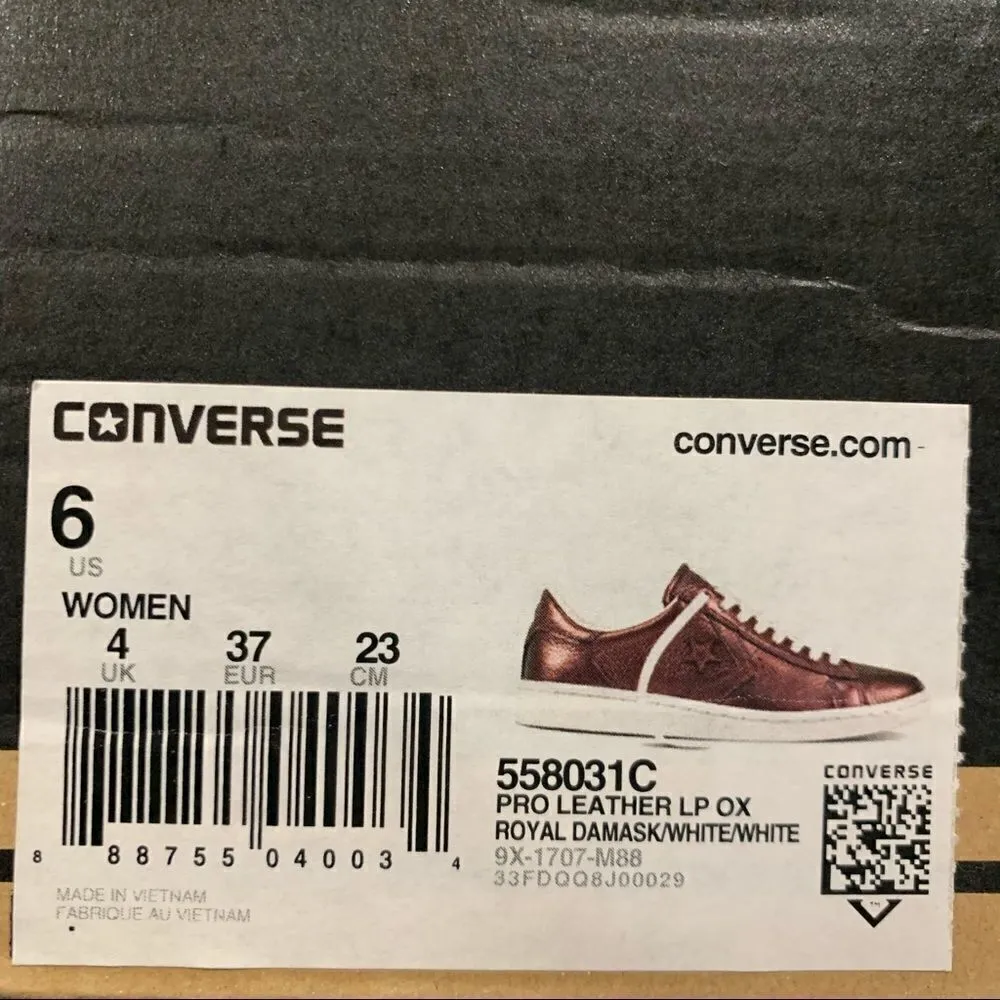 CONVERSE
converse.com
6
US
WOMEN
4 37 23
UK EUR CM
8 88755 04003 4
MADE IN VIETNAM
FABRIQUE AU VIETNAM
558031C
PRO LEATHER LP OX
ROYAL DAMASK/WHITE/WHITE
9X-1707-M88
33FDQQ8J00029
CONVERSE
TM